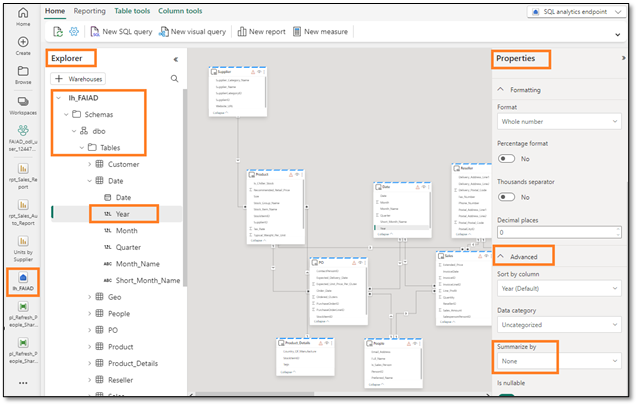 Home
Reporting
Table tools
Column tools
SQL analytics endpoint
New SQL query
New visual query
New report
New measure
Home
Create
Browse
Workspaces
FAIAD_odl_user_12447...
rpt_Sales_Report
rpt_Sales_Auto_Report
Units by Supplier
lh_FAIAD
pl_Refresh_People_Shar...
pl_Refresh_People_Shar...
Explorer
Warehouses
lh_FAIAD
Schemas
dbo
Tables
Customer
Date
Date
Year
Month
Quarter
Month_Name
Short_Month_Name
Geo
People
PO
Product
Product_Details
Reseller
Sales
Supplier
Product
Date
Reseller
PO
Sales
Product Details
People
Properties
Formatting
Format
Whole number
Percentage format
No
Thousands separator
No
Decimal places
0
Advanced
Sort by column
Year (Default)
Data category
Uncategorized
Summarize by
None
Is nullable